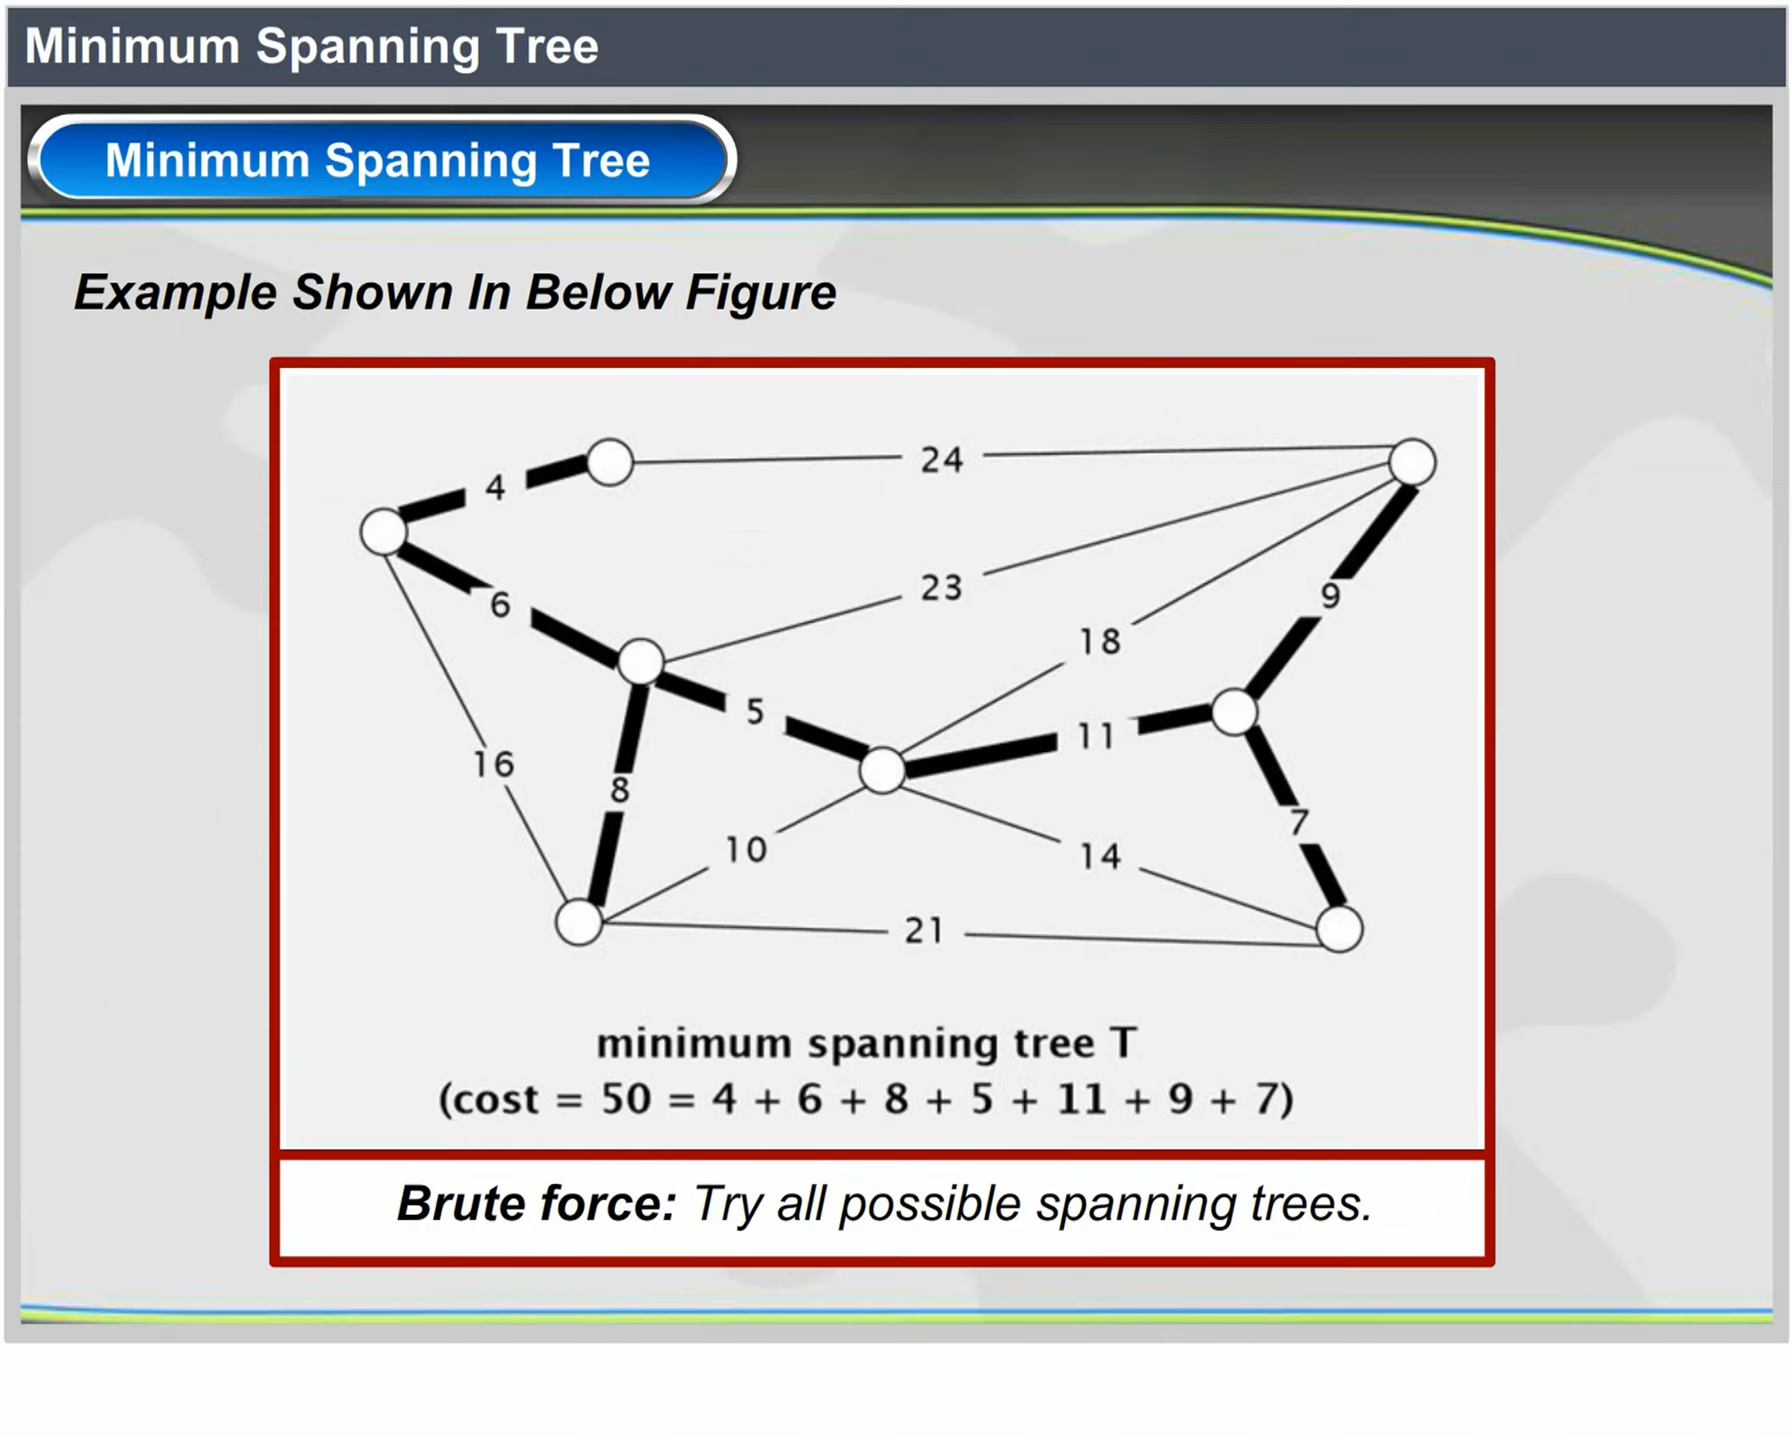 Minimum Spanning Tree
Minimum Spanning Tree
Example Shown In Below Figure
24
4
23
6
9
18
5
11
16
8
7
10
14
21
minimum spanning tree T
(cost = 50 = 4 + 6 + 8 + 5 + 11 + 9 + 7)
Brute force: Try all possible spanning trees.